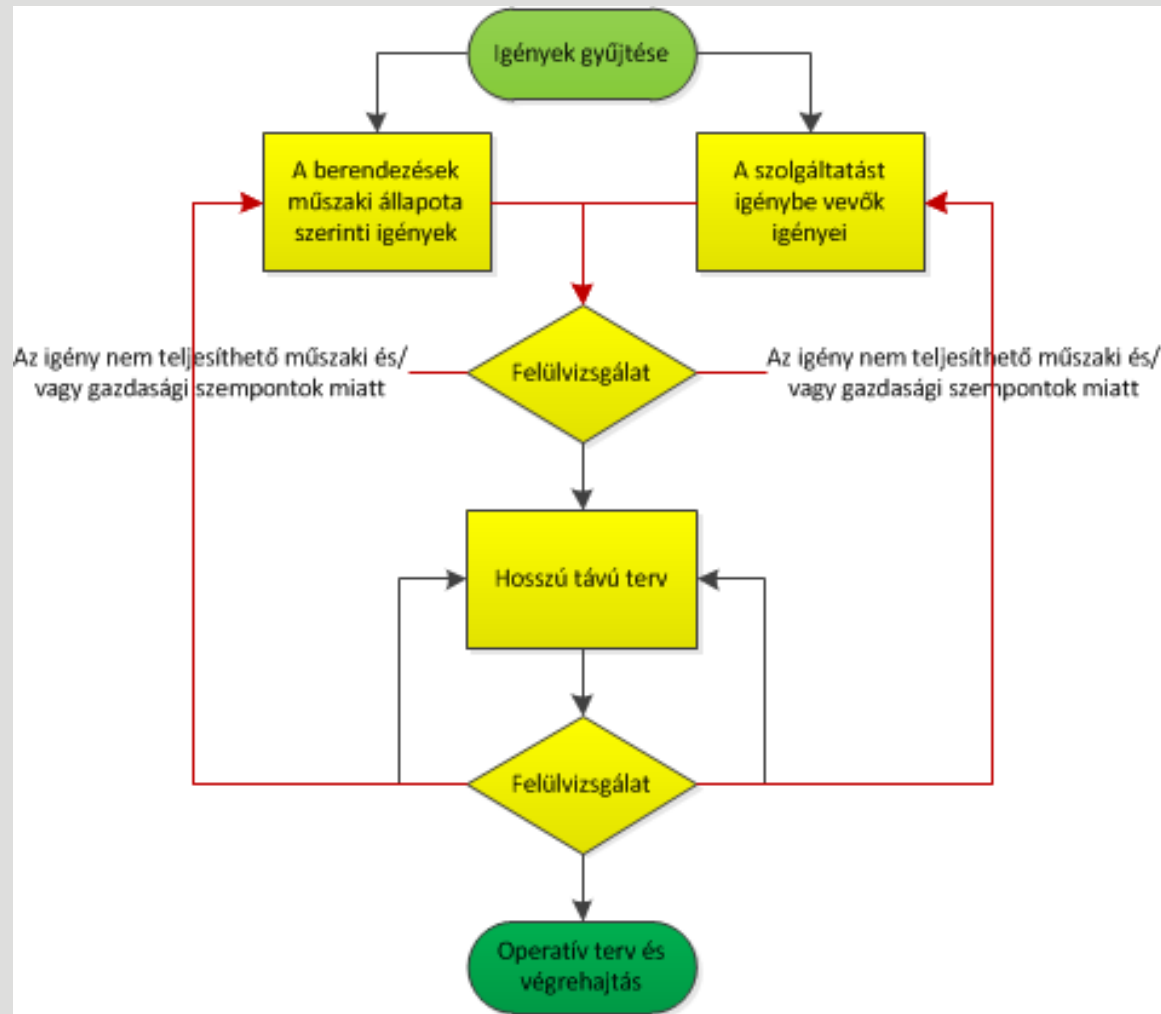 Igények gyűjtése
A berendezések
műszaki állapota
szerinti igények
A szolgáltatást
igénybe vevők
igényei
Az igény nem teljesíthető műszaki és/
vagy gazdasági szempontok miatt
Felülvizsgálat
Az igény nem teljesíthető műszaki és/
vagy gazdasági szempontok miatt
Hosszú távú terv
Felülvizsgálat
Operatív terv és
végrehajtás